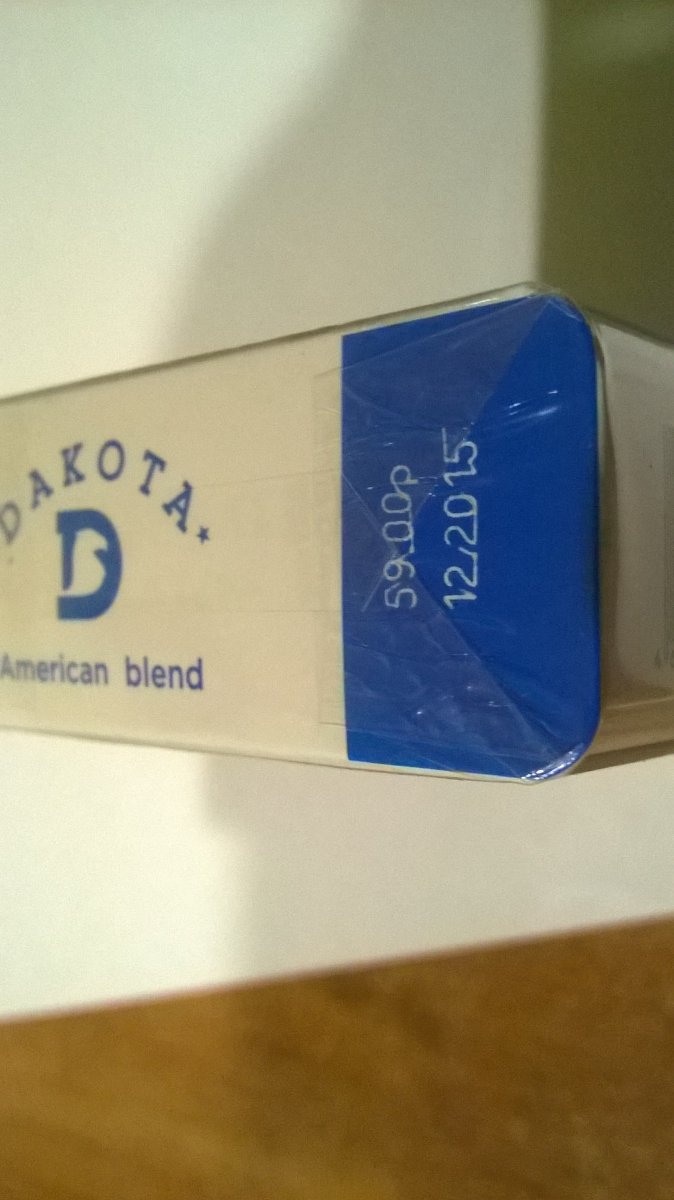 DAKOTA
D
American blend
59.00р
12/2015